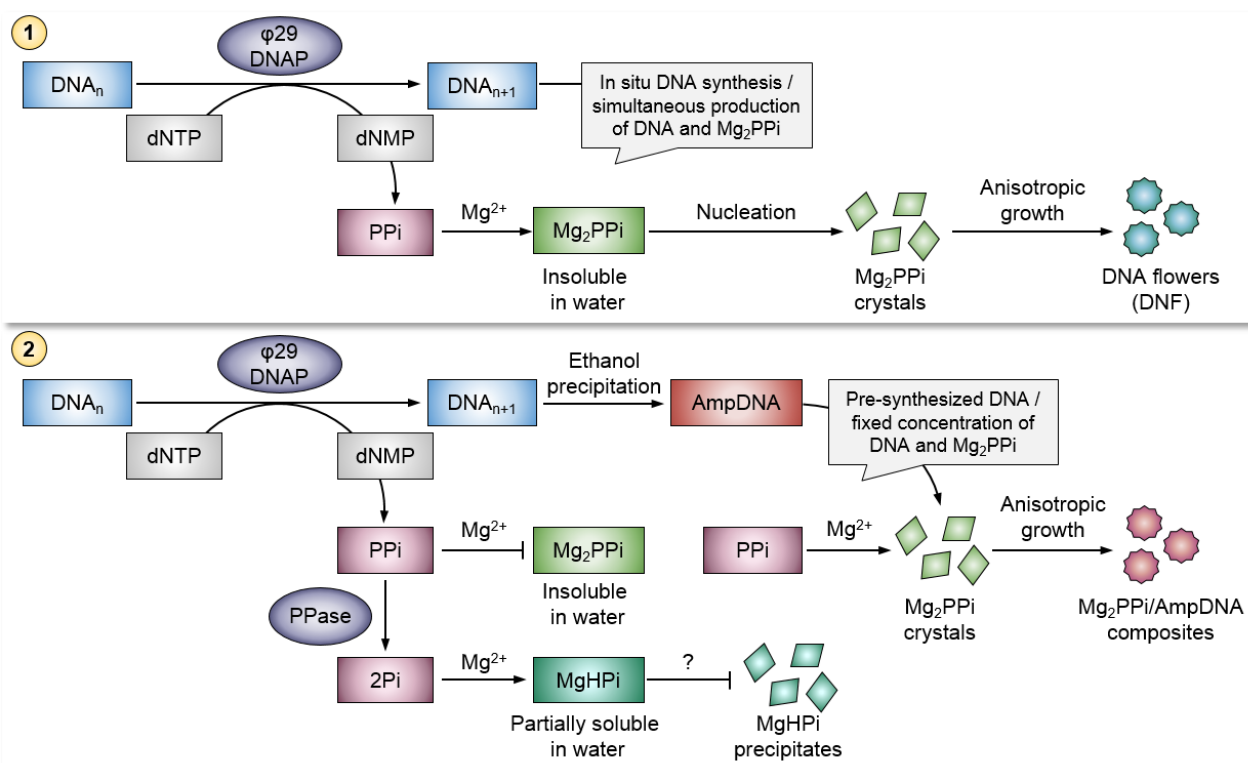 1
φ29
DNAP
DNAₙ
DNAₙ₊₁
In situ DNA synthesis /
simultaneous production
of DNA and Mg₂PPi
dNTP
dNMP
PPi
Mg²⁺
Mg₂PPi
Insoluble
in water
Nucleation
Mg₂PPi
crystals
Anisotropic
growth
DNA flowers
(DNF)
2
φ29
DNAP
DNAₙ
DNAₙ₊₁
Ethanol
precipitation
AmpDNA
Pre-synthesized DNA /
fixed concentration of
DNA and Mg₂PPi
dNTP
dNMP
PPi
Mg²⁺
Mg₂PPi
Insoluble
in water
PPi
Mg²⁺
Mg₂PPi
crystals
Anisotropic
growth
Mg₂PPi/AmpDNA
composites
PPase
2Pi
Mg²⁺
MgHPi
Partially soluble
in water
?
MgHPi
precipitates